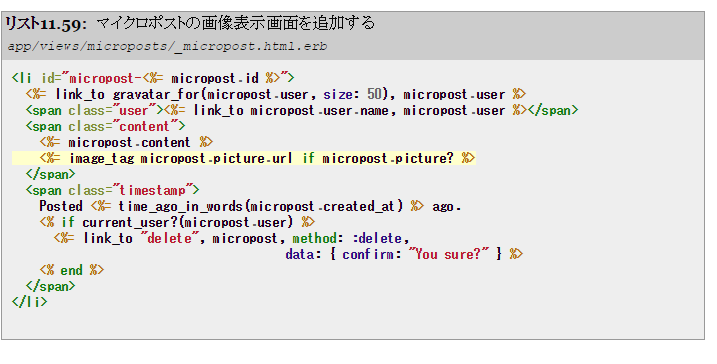 リスト11.59: マイクロポストの画像表示画面を追加する
app/views/microposts/_micropost.html.erb
<li id="micropost-<%= micropost.id %>">
<%= link_to gravatar_for(micropost.user, size: 50), micropost.user %>
<span class="user"><%= link_to micropost.user.name, micropost.user %></span>
<span class="content">
<%= micropost.content %>
<%= image_tag micropost.picture.url if micropost.picture? %>
</span>
<span class="timestamp">
Posted <%= time_ago_in_words(micropost.created_at) %> ago.
<% if current_user?(micropost.user) %>
<%= link_to "delete", micropost, method: :delete,
data: { confirm: "You sure?" } %>
<% end %>
</span>
</li>